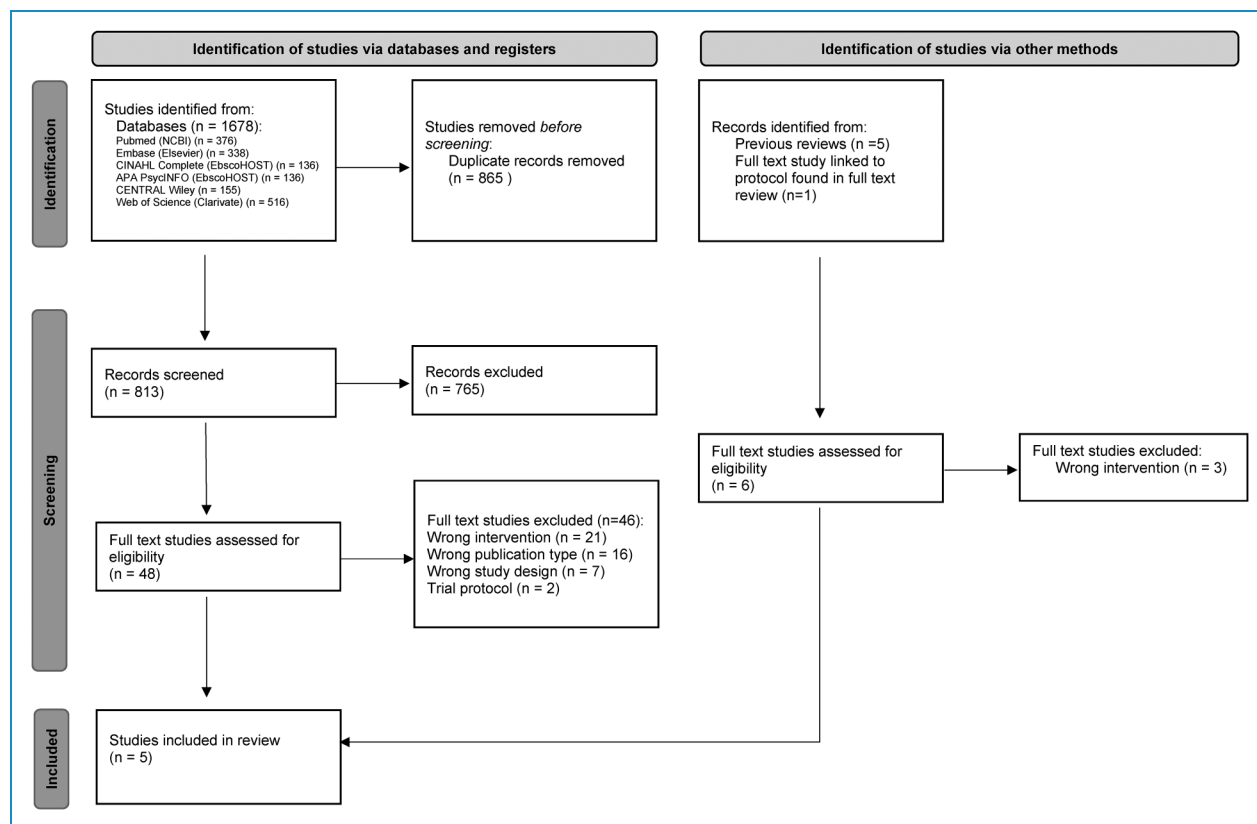 Identification of studies via databases and registers
Identification of studies via other methods
Identification
Studies identified from:
Databases (n = 1678):
Pubmed (NCBI) (n = 376)
Embase (Elsevier) (n = 338)
CINAHL Complete (EbscoHOST) (n = 136)
APA PsycINFO (EbscoHOST) (n = 136)
CENTRAL Wiley (n = 155)
Web of Science (Clarivate) (n = 516)
Studies removed before
screening:
Duplicate records removed
(n = 865 )
Records identified from:
Previous reviews (n =5)
Full text study linked to
protocol found in full text
review (n=1)
Screening
Records screened
(n = 813)
Records excluded
(n = 765)
Full text studies assessed for
eligibility
(n = 6)
Full text studies excluded:
Wrong intervention (n = 3)
Full text studies assessed for
eligibility
(n = 48)
Full text studies excluded (n=46):
Wrong intervention (n = 21)
Wrong publication type (n = 16)
Wrong study design (n = 7)
Trial protocol (n = 2)
Included
Studies included in review
(n = 5)